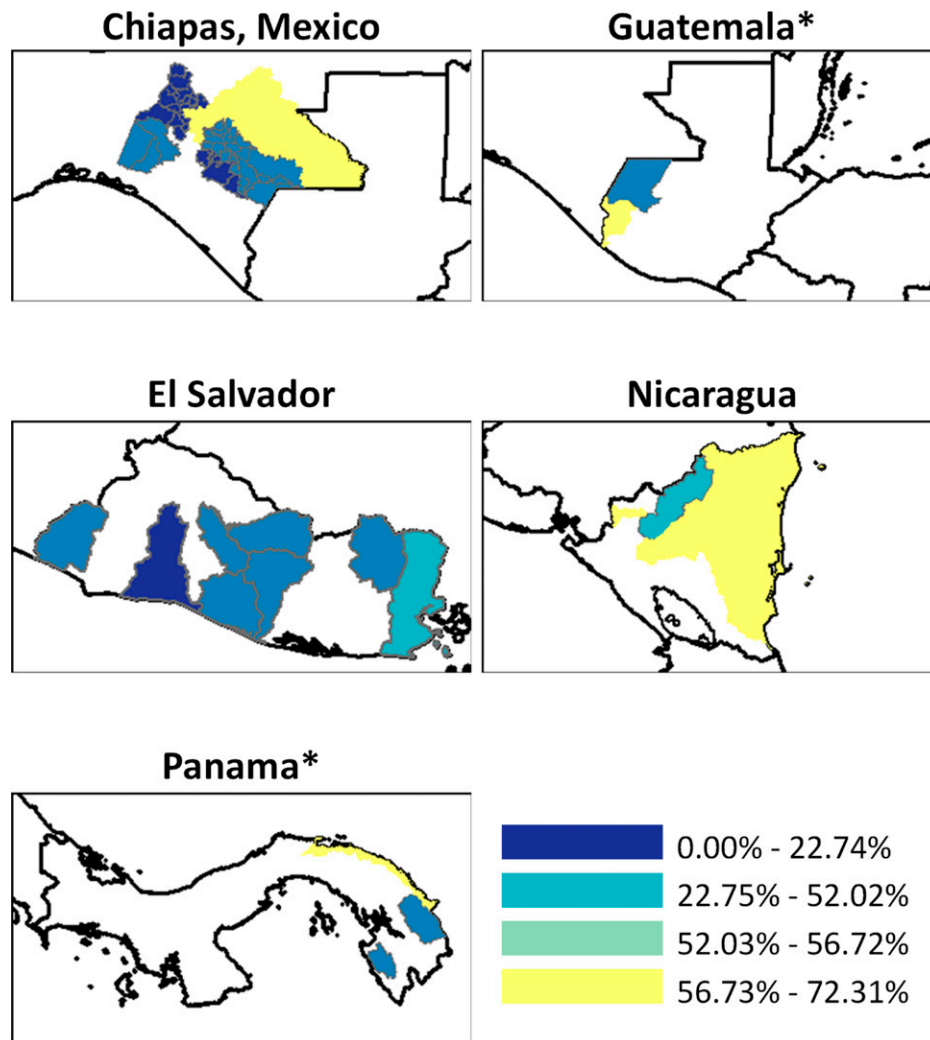 Chiapas, Mexico
Guatemala*
El Salvador
Nicaragua
Panama*
0.00% - 22.74%
22.75% - 52.02%
52.03% - 56.72%
56.73% - 72.31%